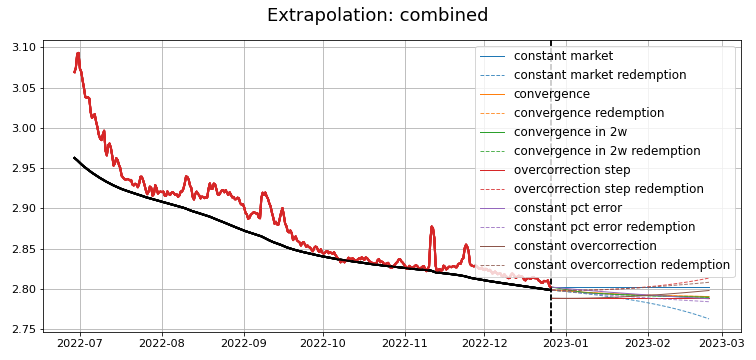 Extrapolation: combined
3.10
3.05
3.00
2.95
2.90
2.85
2.80
2.75
constant market
constant market redemption
convergence
convergence redemption
convergence in 2w
convergence in 2w redemption
overcorrection step
overcorrection step redemption
constant pct error
constant pct error redemption
constant overcorrection
constant overcorrection redemption
2022-07 2022-08 2022-09 2022-10 2022-11 2022-12 2023-01 2023-02 2023-03